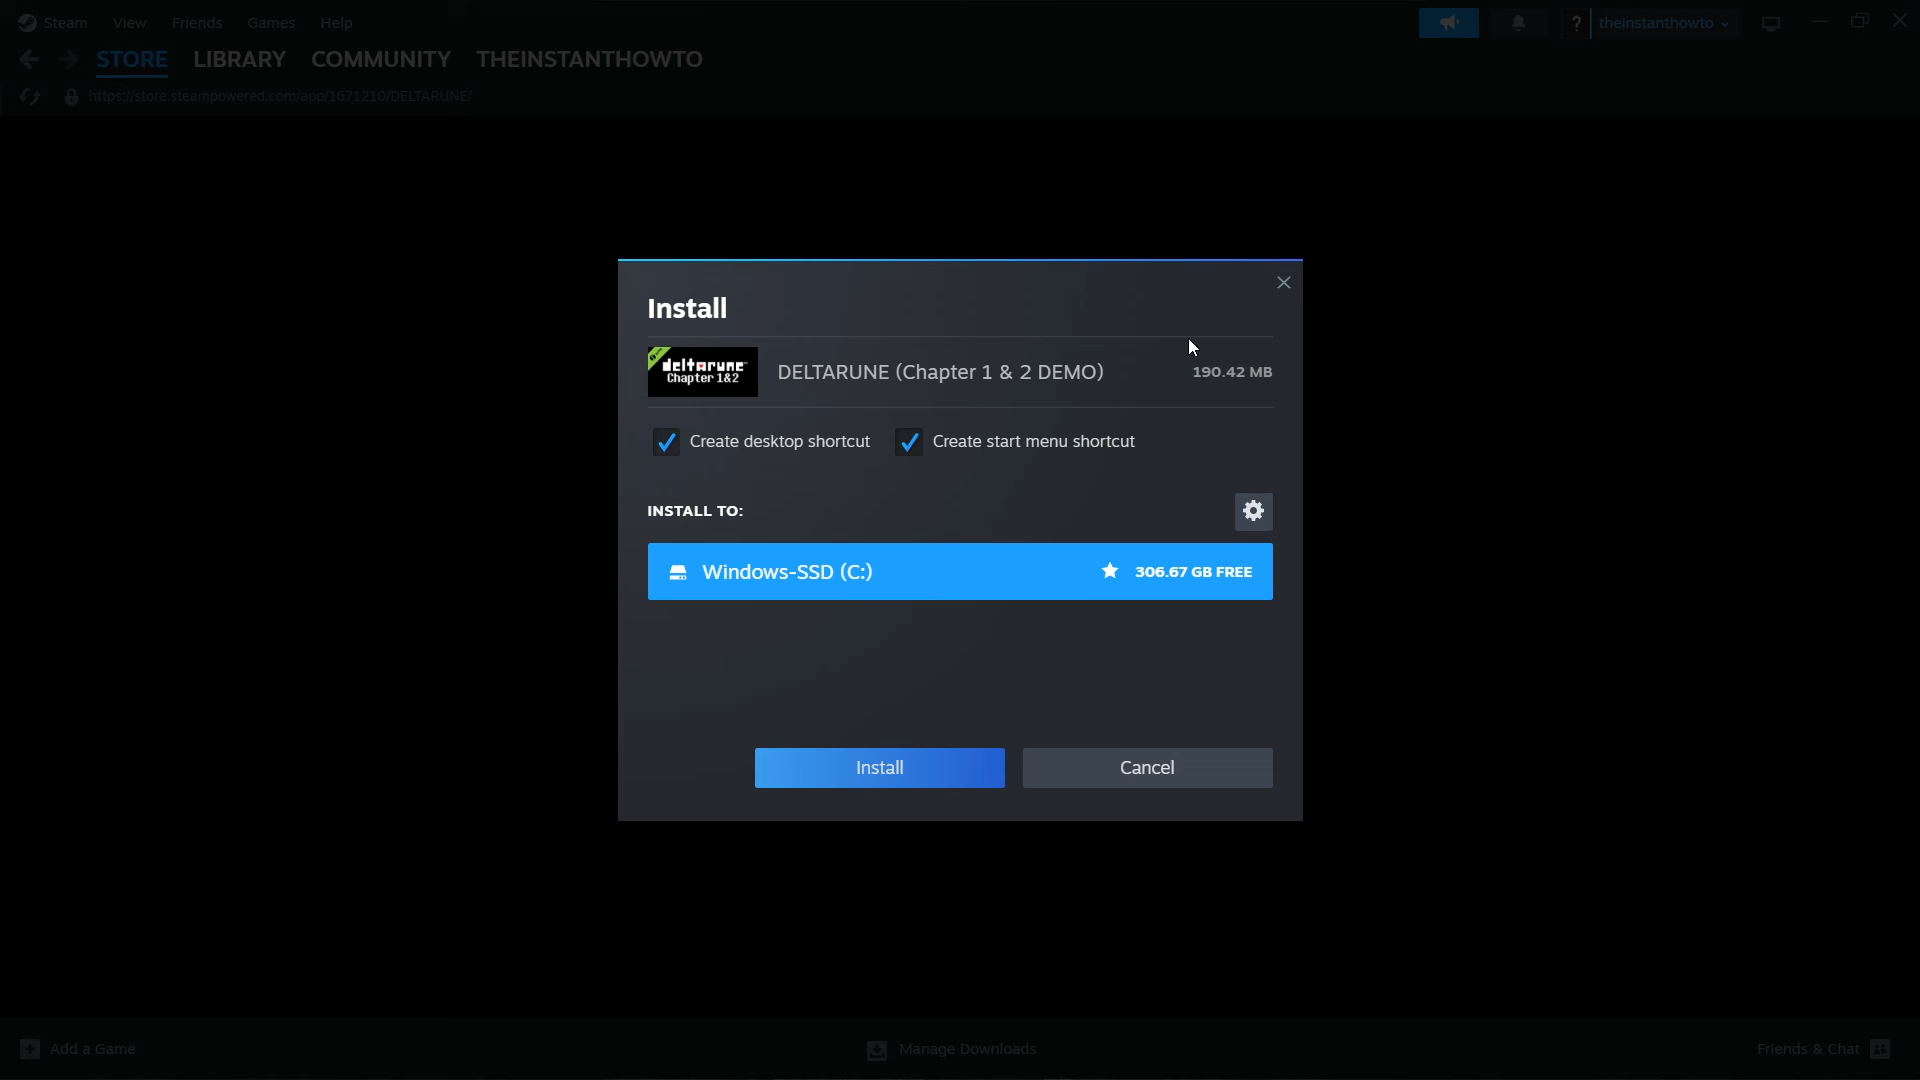 Steam View Friends Games Help
? theinstanthowto
STORE LIBRARY COMMUNITY THEINSTANTHOWTO
https://store.steampowered.com/app/1671210/DELTARUNE/
Install
deltarune
Chapter 1&2
DELTARUNE (Chapter 1 & 2 DEMO) 190.42 MB
Create desktop shortcut Create start menu shortcut
INSTALL TO:
Windows-SSD (C:) 306.67 GB FREE
Install Cancel
Add a Game Manage Downloads Friends & Chat